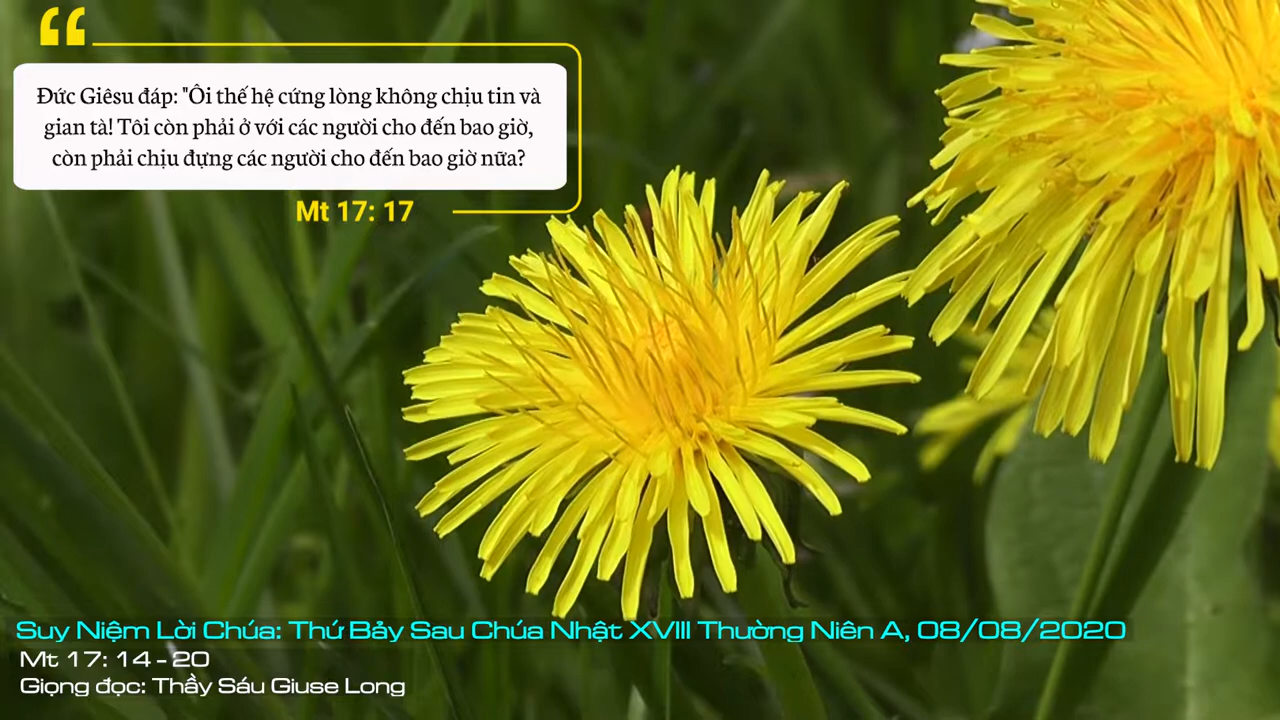 Đức Giêsu đáp: "Ôi thế hệ cứng lòng không chịu tin và
gian tà! Tôi còn phải ở với các người cho đến bao giờ,
còn phải chịu đựng các người cho đến bao giờ nữa?
Mt 17: 17
Suy Niệm Lời Chúa: Thứ Bảy Sau Chúa Nhật XVIII Thường Niên A, 08/08/2020
Mt 17: 14 - 20
Giọng đọc: Thầy Sáu Giuse Long